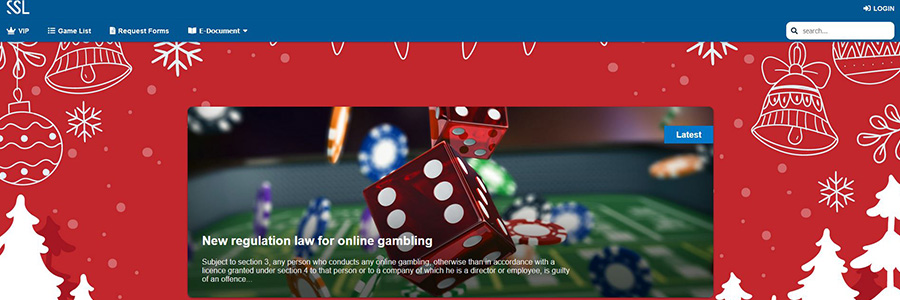 SSL
LOGIN
VIP
Game List
Request Forms
E-Document
search...
Latest
New regulation law for online gambling
Subject to section 3, any person who conducts any online gambling, otherwise than in accordance with a
licence granted under section 4 to that person or to a company of which he is a director or employee, is guilty
of an offence...